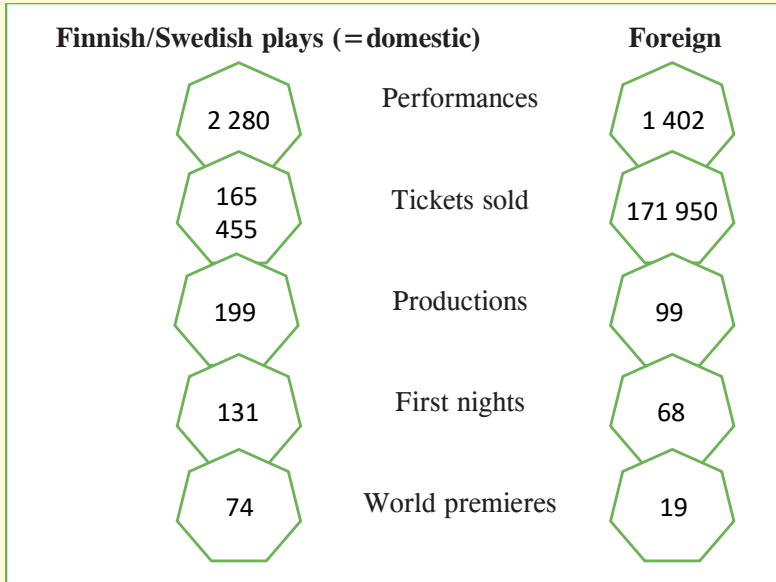 Finnish/Swedish plays (=domestic) Foreign
2 280 Performances 1 402
165 455 Tickets sold 171 950
199 Productions 99
131 First nights 68
74 World premieres 19